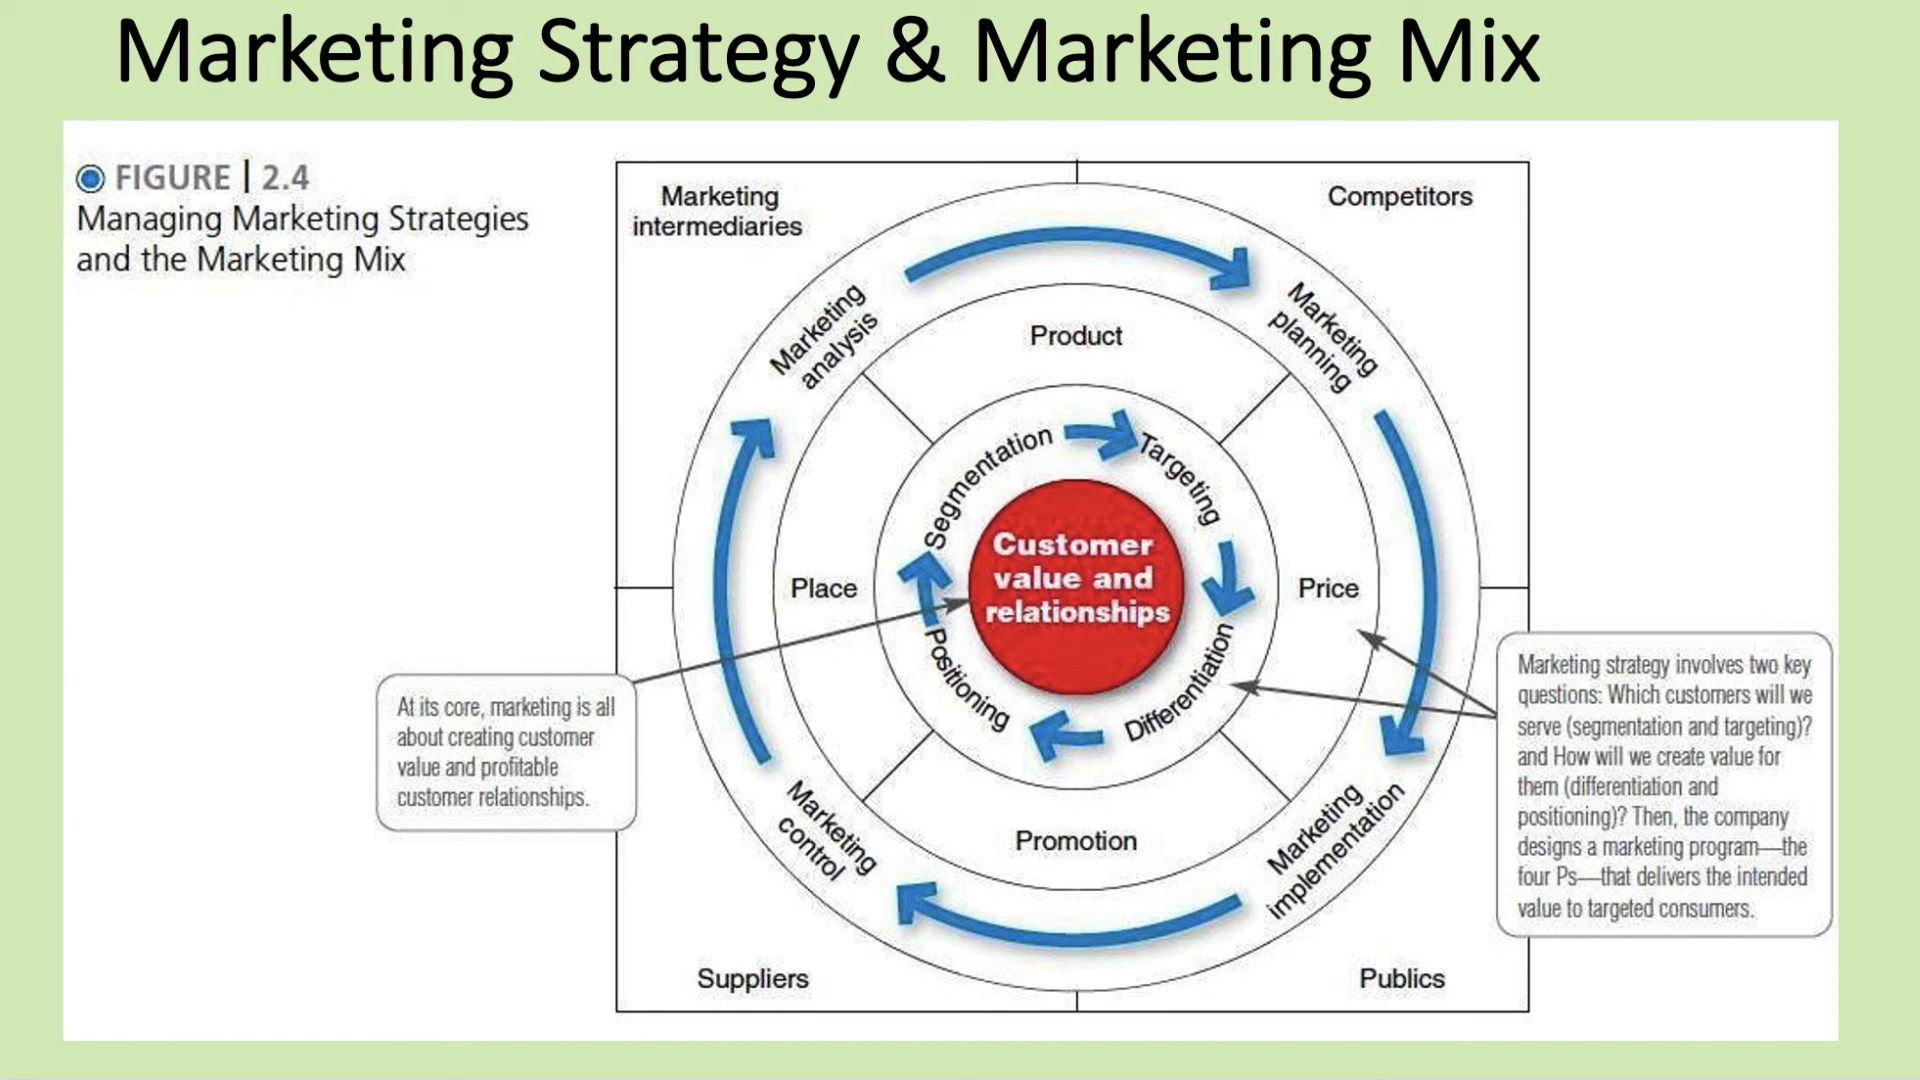 Marketing Strategy & Marketing Mix
FIGURE | 2.4
Managing Marketing Strategies
and the Marketing Mix
Marketing
intermediaries
Competitors
Marketing
analysis
Marketing
planning
Product
Segmentation
Targeting
Customer
value and
relationships
Place
Price
Positioning
Differentiation
At its core, marketing is all
about creating customer
value and profitable
customer relationships.
Marketing strategy involves two key
questions: Which customers will we
serve (segmentation and targeting)?
and How will we create value for
them (differentiation and
positioning)? Then, the company
designs a marketing program—the
four Ps—that delivers the intended
value to targeted consumers.
Marketing
control
Promotion
Marketing
implementation
Suppliers
Publics